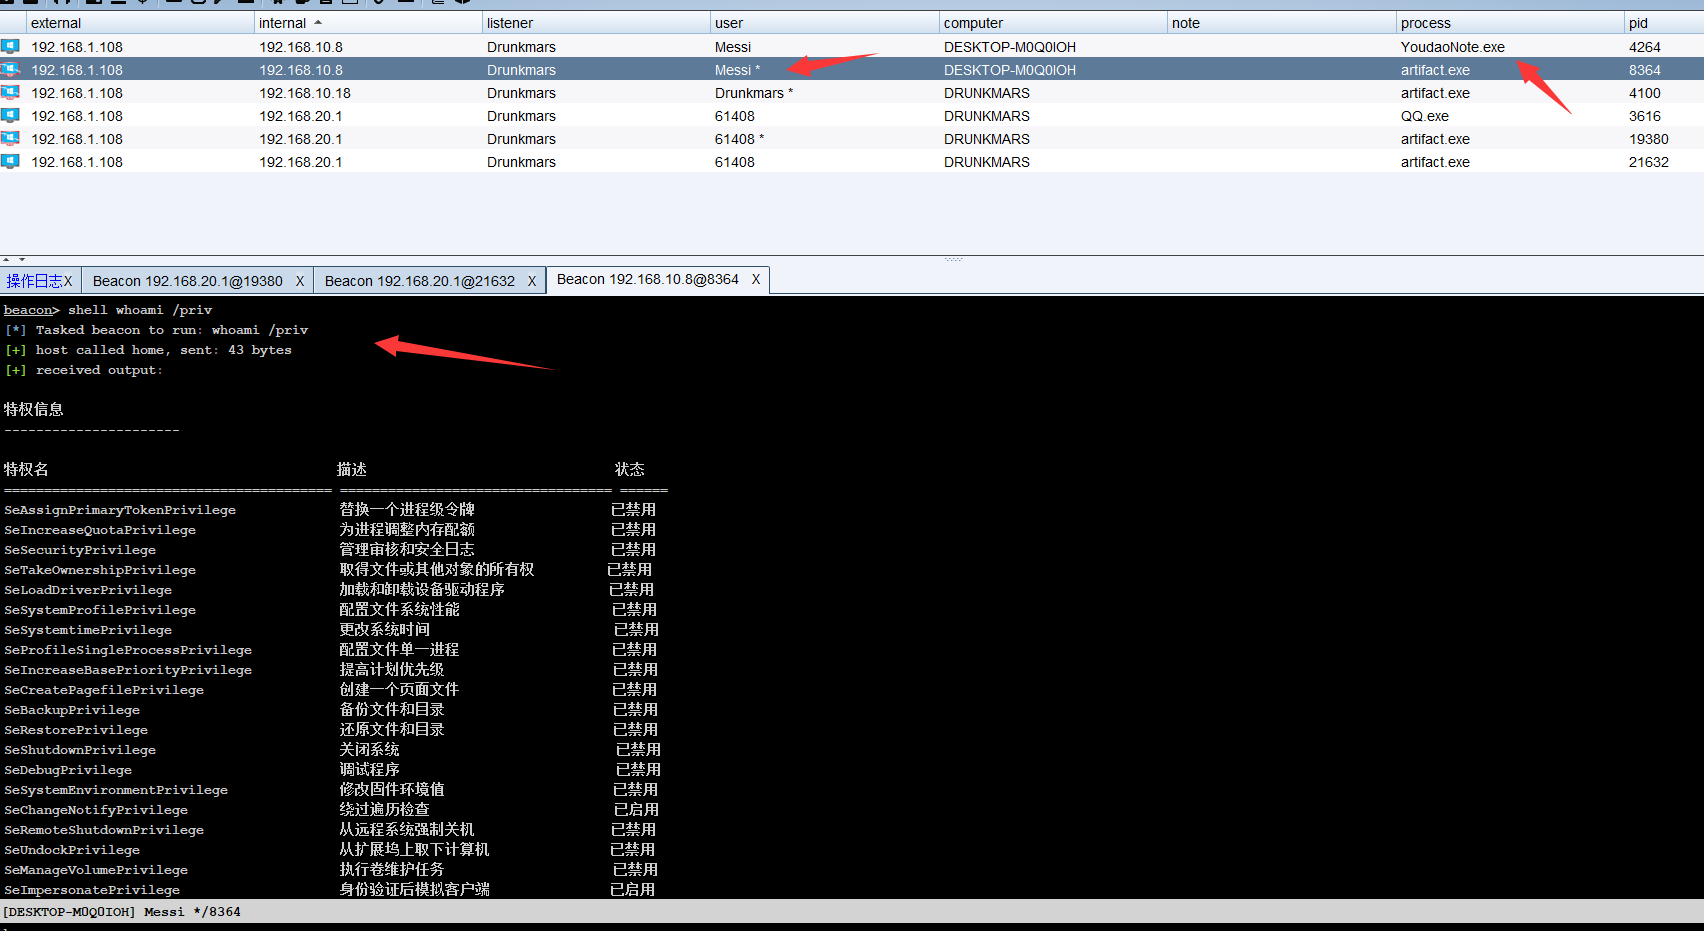 external internal listener user computer note process pid
192.168.1.108 192.168.10.8 Drunkmars Messi DESKTOP-M0Q0IOH YoudaoNote.exe 4264
192.168.1.108 192.168.10.8 Drunkmars Messi * DESKTOP-M0Q0IOH artifact.exe 8364
192.168.1.108 192.168.10.18 Drunkmars Drunkmars * DRUNKMARS artifact.exe 4100
192.168.1.108 192.168.20.1 Drunkmars 61408 DRUNKMARS QQ.exe 3616
192.168.1.108 192.168.20.1 Drunkmars 61408 * DRUNKMARS artifact.exe 19380
192.168.1.108 192.168.20.1 Drunkmars 61408 DRUNKMARS artifact.exe 21632
操作日志X Beacon 192.168.20.1@19380 X Beacon 192.168.20.1@21632 X Beacon 192.168.10.8@8364 X
beacon> shell whoami /priv
[*] Tasked beacon to run: whoami /priv
[+] host called home, sent: 43 bytes
[+] received output:
特权信息
----------------------
特权名 描述 状态
========================================= ================================== ======
SeAssignPrimaryTokenPrivilege 替换一个进程级令牌 已禁用
SeIncreaseQuotaPrivilege 为进程调整内存配额 已禁用
SeSecurityPrivilege 管理审核和安全日志 已禁用
SeTakeOwnershipPrivilege 取得文件或其他对象的所有权 已禁用
SeLoadDriverPrivilege 加载和卸载设备驱动程序 已禁用
SeSystemProfilePrivilege 配置文件系统性能 已禁用
SeSystemtimePrivilege 更改系统时间 已禁用
SeProfileSingleProcessPrivilege 配置文件单一进程 已禁用
SeIncreaseBasePriorityPrivilege 提高计划优先级 已禁用
SeCreatePagefilePrivilege 创建一个页面文件 已禁用
SeBackupPrivilege 备份文件和目录 已禁用
SeRestorePrivilege 还原文件和目录 已禁用
SeShutdownPrivilege 关闭系统 已禁用
SeDebugPrivilege 调试程序 已禁用
SeSystemEnvironmentPrivilege 修改固件环境值 已禁用
SeChangeNotifyPrivilege 绕过遍历检查 已启用
SeRemoteShutdownPrivilege 从远程系统强制关机 已禁用
SeUndockPrivilege 从扩展坞上取下计算机 已禁用
SeManageVolumePrivilege 执行卷维护任务 已禁用
SeImpersonatePrivilege 身份验证后模拟客户端 已启用
[DESKTOP-M0Q0IOH] Messi */8364